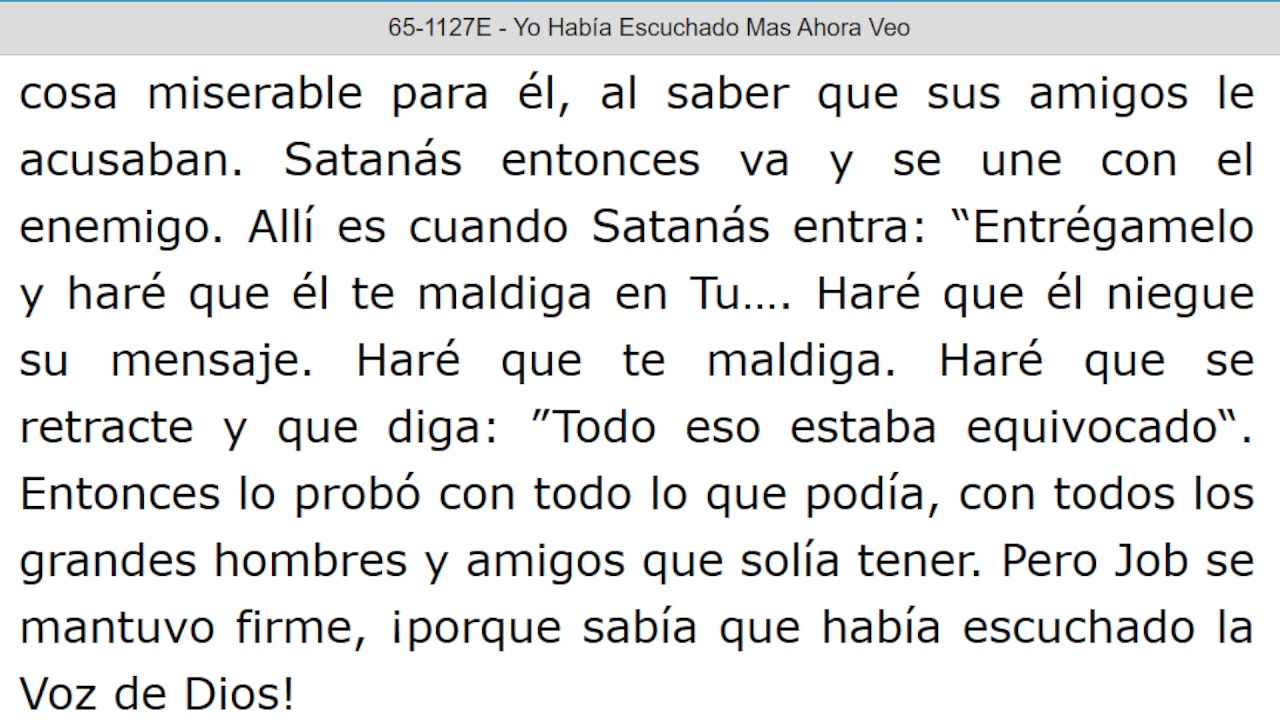 65-1127E - Yo Había Escuchado Mas Ahora Veo
cosa miserable para él, al saber que sus amigos le
acusaban. Satanás entonces va y se une con el
enemigo. Allí es cuando Satanás entra: “Entrégamelo
y haré que él te maldiga en Tu…. Haré que él niegue
su mensaje. Haré que te maldiga. Haré que se
retracte y que diga: ”Todo eso estaba equivocado“.
Entonces lo probó con todo lo que podía, con todos los
grandes hombres y amigos que solía tener. Pero Job se
mantuvo firme, ¡porque sabía que había escuchado la
Voz de Dios!